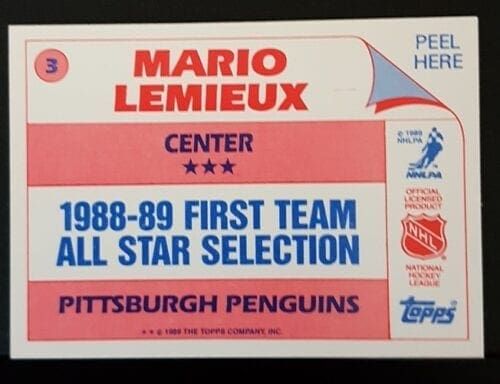 3
MARIO
LEMIEUX
PEEL
HERE
CENTER
★★★
© 1989
NHLPA
NHLPA
1988-89 FIRST TEAM
ALL STAR SELECTION
OFFICIAL
LICENSED
PRODUCT
NHL
NATIONAL
HOCKEY
LEAGUE
PITTSBURGH PENGUINS
topps®
★★ © 1989 THE TOPPS COMPANY, INC.